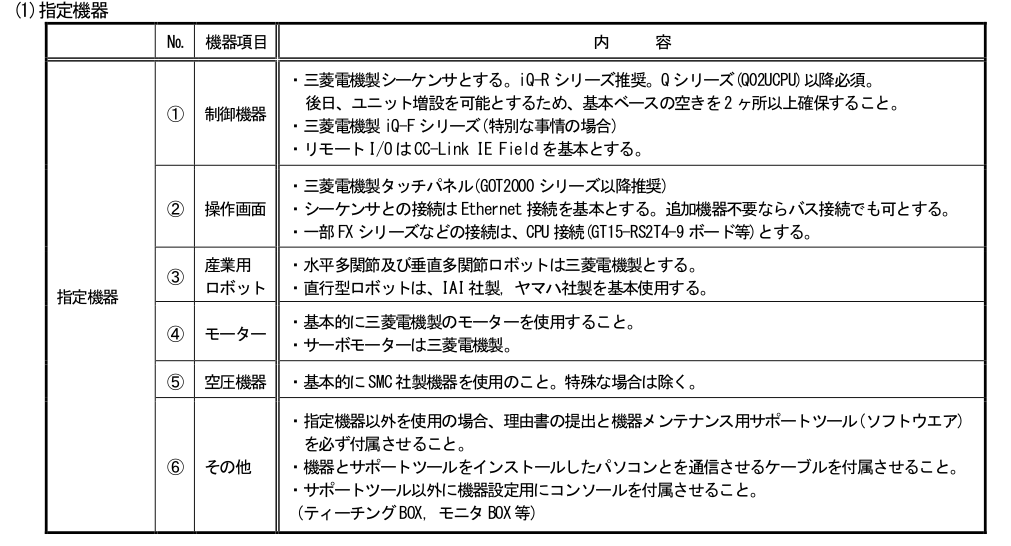 (1)指定機器
No. 機器項目 内 容
指定機器
① 制御機器
・三菱電機製シーケンサとする。iQ-R シリーズ推奨。Q シリーズ(Q02UCPU)以降必須。
後日、ユニット増設を可能とするため、基本ベースの空きを2ヶ所以上確保すること。
・三菱電機製 iQ-F シリーズ(特別な事情の場合)
・リモート I/O は CC-Link IE Field を基本とする。
② 操作画面
・三菱電機製タッチパネル(GOT2000 シリーズ以降推奨)
・シーケンサとの接続は Ethernet 接続を基本とする。追加機器不要ならバス接続でも可とする。
・一部 FX シリーズなどの接続は、CPU 接続(GT15-RS2T4-9 ボード等)とする。
③ 産業用
ロボット
・水平多関節及び垂直多関節ロボットは三菱電機製とする。
・直行型ロボットは、IAI 社製, ヤマハ社製を基本使用する。
④ モーター
・基本的に三菱電機製のモーターを使用すること。
・サーボモーターは三菱電機製。
⑤ 空圧機器
・基本的に SMC 社製機器を使用のこと。特殊な場合は除く。
⑥ その他
・指定機器以外を使用の場合、理由書の提出と機器メンテナンス用サポートツール(ソフトウエア)
を必ず付属させること。
・機器とサポートツールをインストールしたパソコンとを通信させるケーブルを付属させること。
・サポートツール以外に機器設定用にコンソールを付属させること。
(ティーチング BOX, モニタ BOX 等)